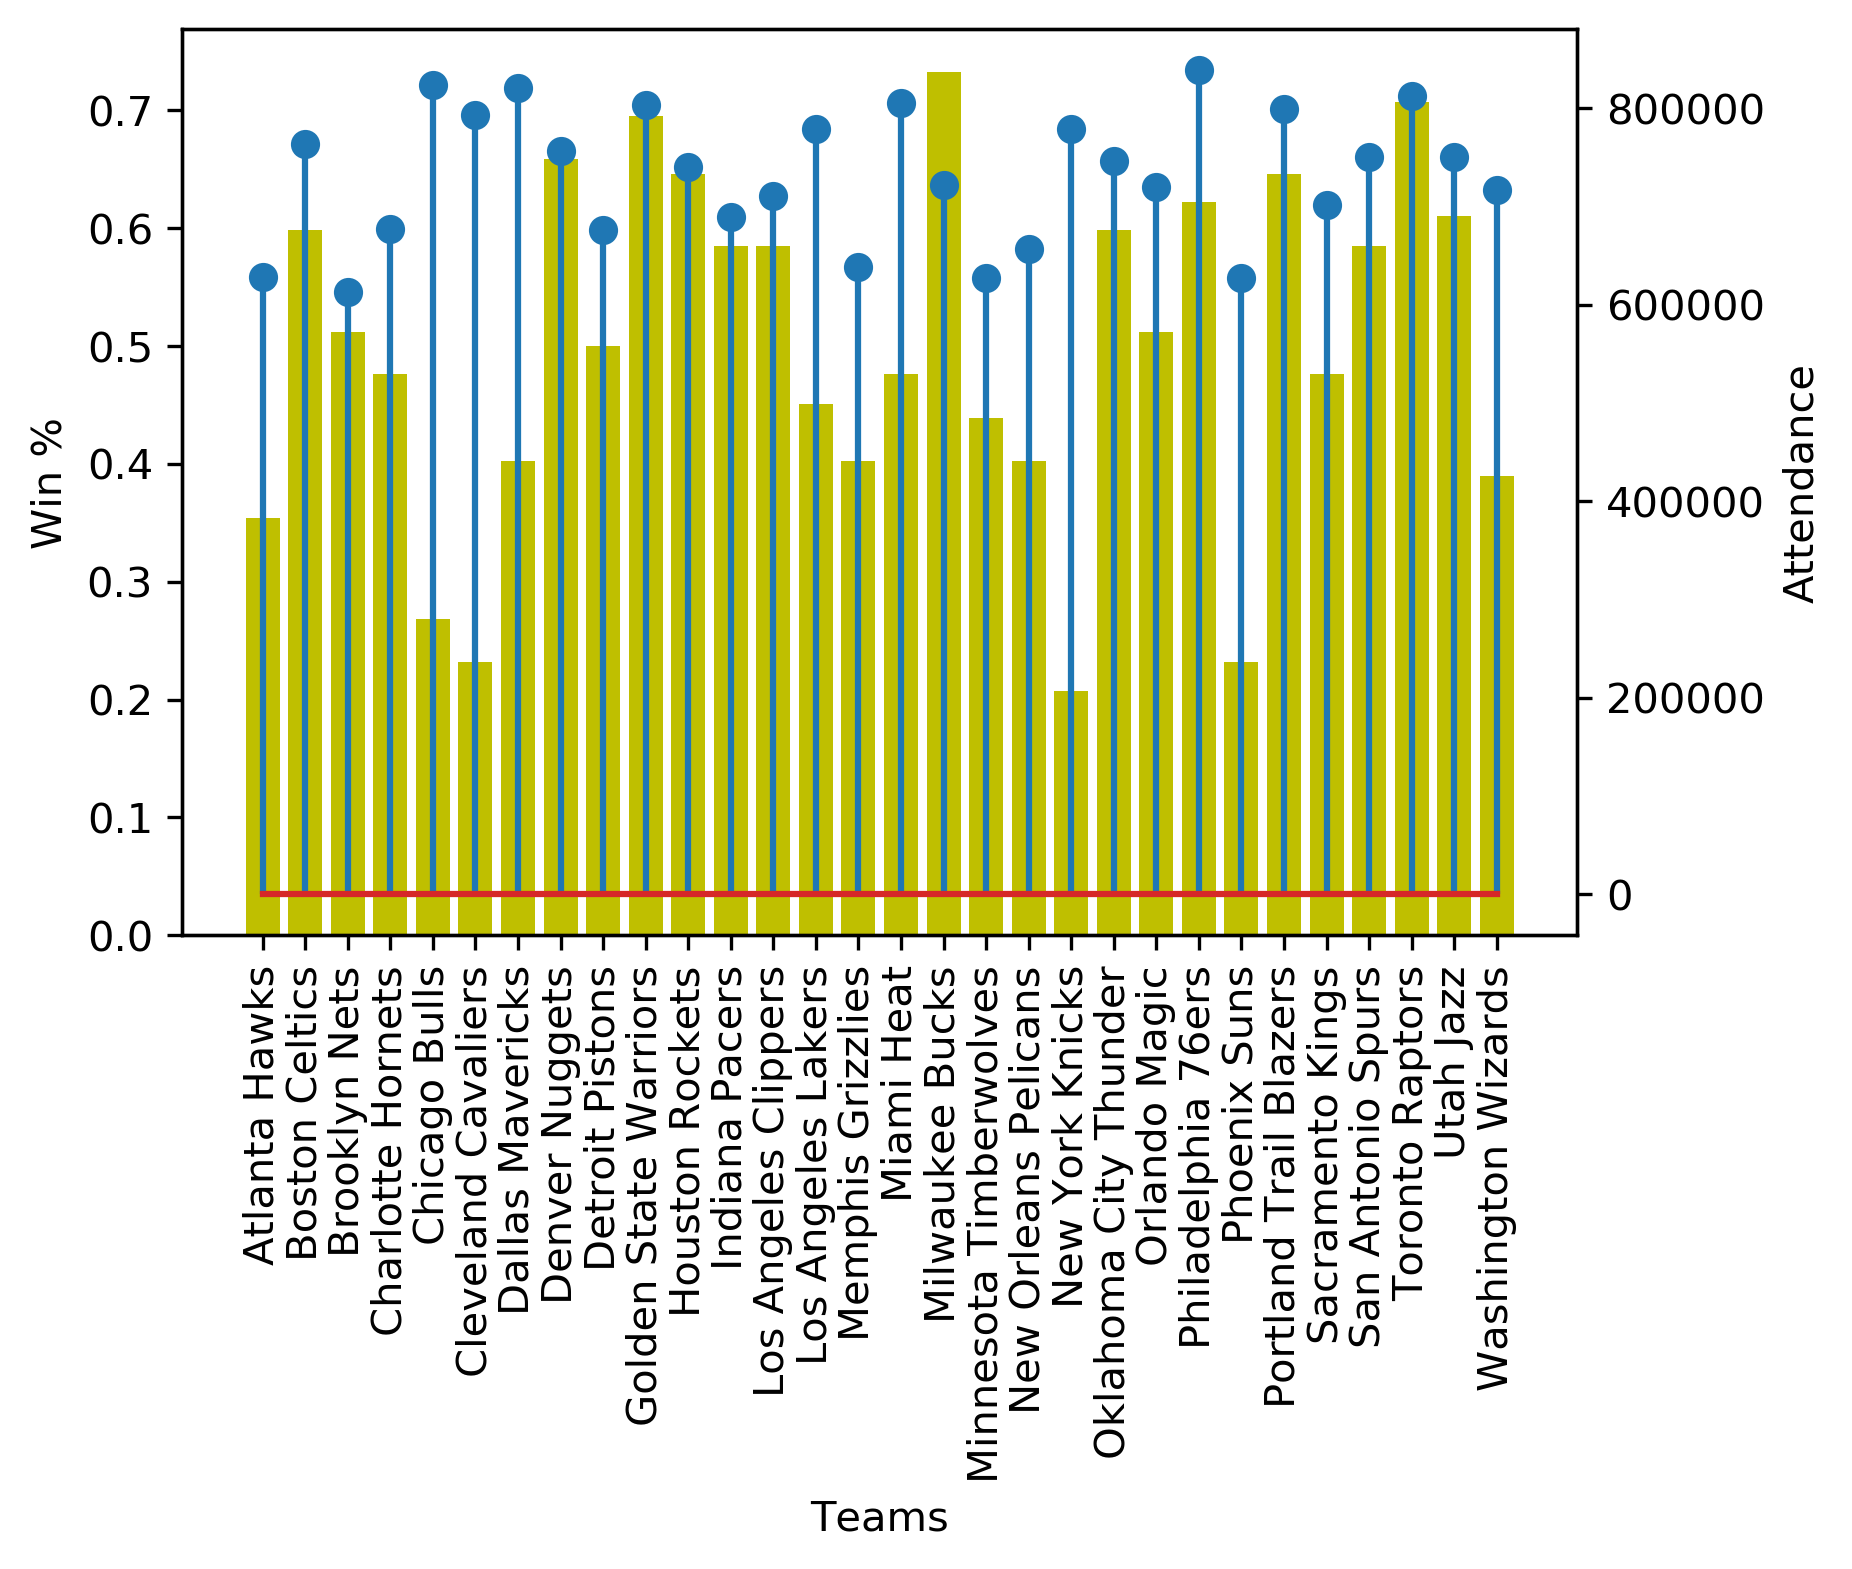 0.7
0.6
0.5
0.4
0.3
0.2
0.1
0.0
Win %
800000
600000
400000
200000
0
Attendance
Atlanta Hawks
Boston Celtics
Brooklyn Nets
Charlotte Hornets
Chicago Bulls
Cleveland Cavaliers
Dallas Mavericks
Denver Nuggets
Detroit Pistons
Golden State Warriors
Houston Rockets
Indiana Pacers
Los Angeles Clippers
Los Angeles Lakers
Memphis Grizzlies
Miami Heat
Milwaukee Bucks
Minnesota Timberwolves
New Orleans Pelicans
New York Knicks
Oklahoma City Thunder
Orlando Magic
Philadelphia 76ers
Phoenix Suns
Portland Trail Blazers
Sacramento Kings
San Antonio Spurs
Toronto Raptors
Utah Jazz
Washington Wizards
Teams